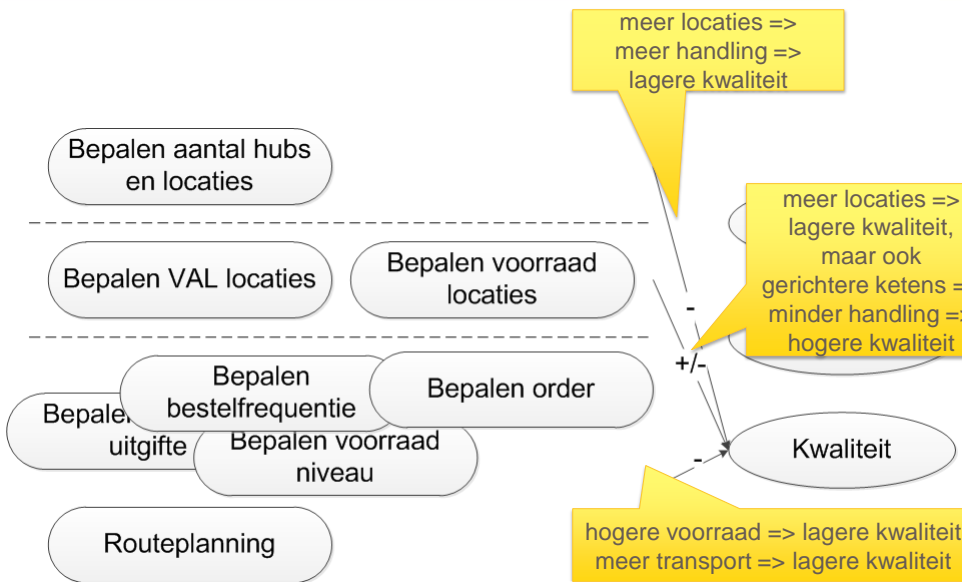 meer locaties =>
meer handling =>
lagere kwaliteit
Bepalen aantal hubs
en locaties
meer locaties =>
lagere kwaliteit,
maar ook
gerichtere ketens =
minder handling =>
hogere kwaliteit
Bepalen VAL locaties
Bepalen voorraad
locaties
-
+/-
Bepalen
bestelfrequentie
Bepalen order
Bepalen
uitgifte
Bepalen voorraad
niveau
Kwaliteit
-
Routeplanning
hogere voorraad => lagere kwaliteit
meer transport => lagere kwaliteit